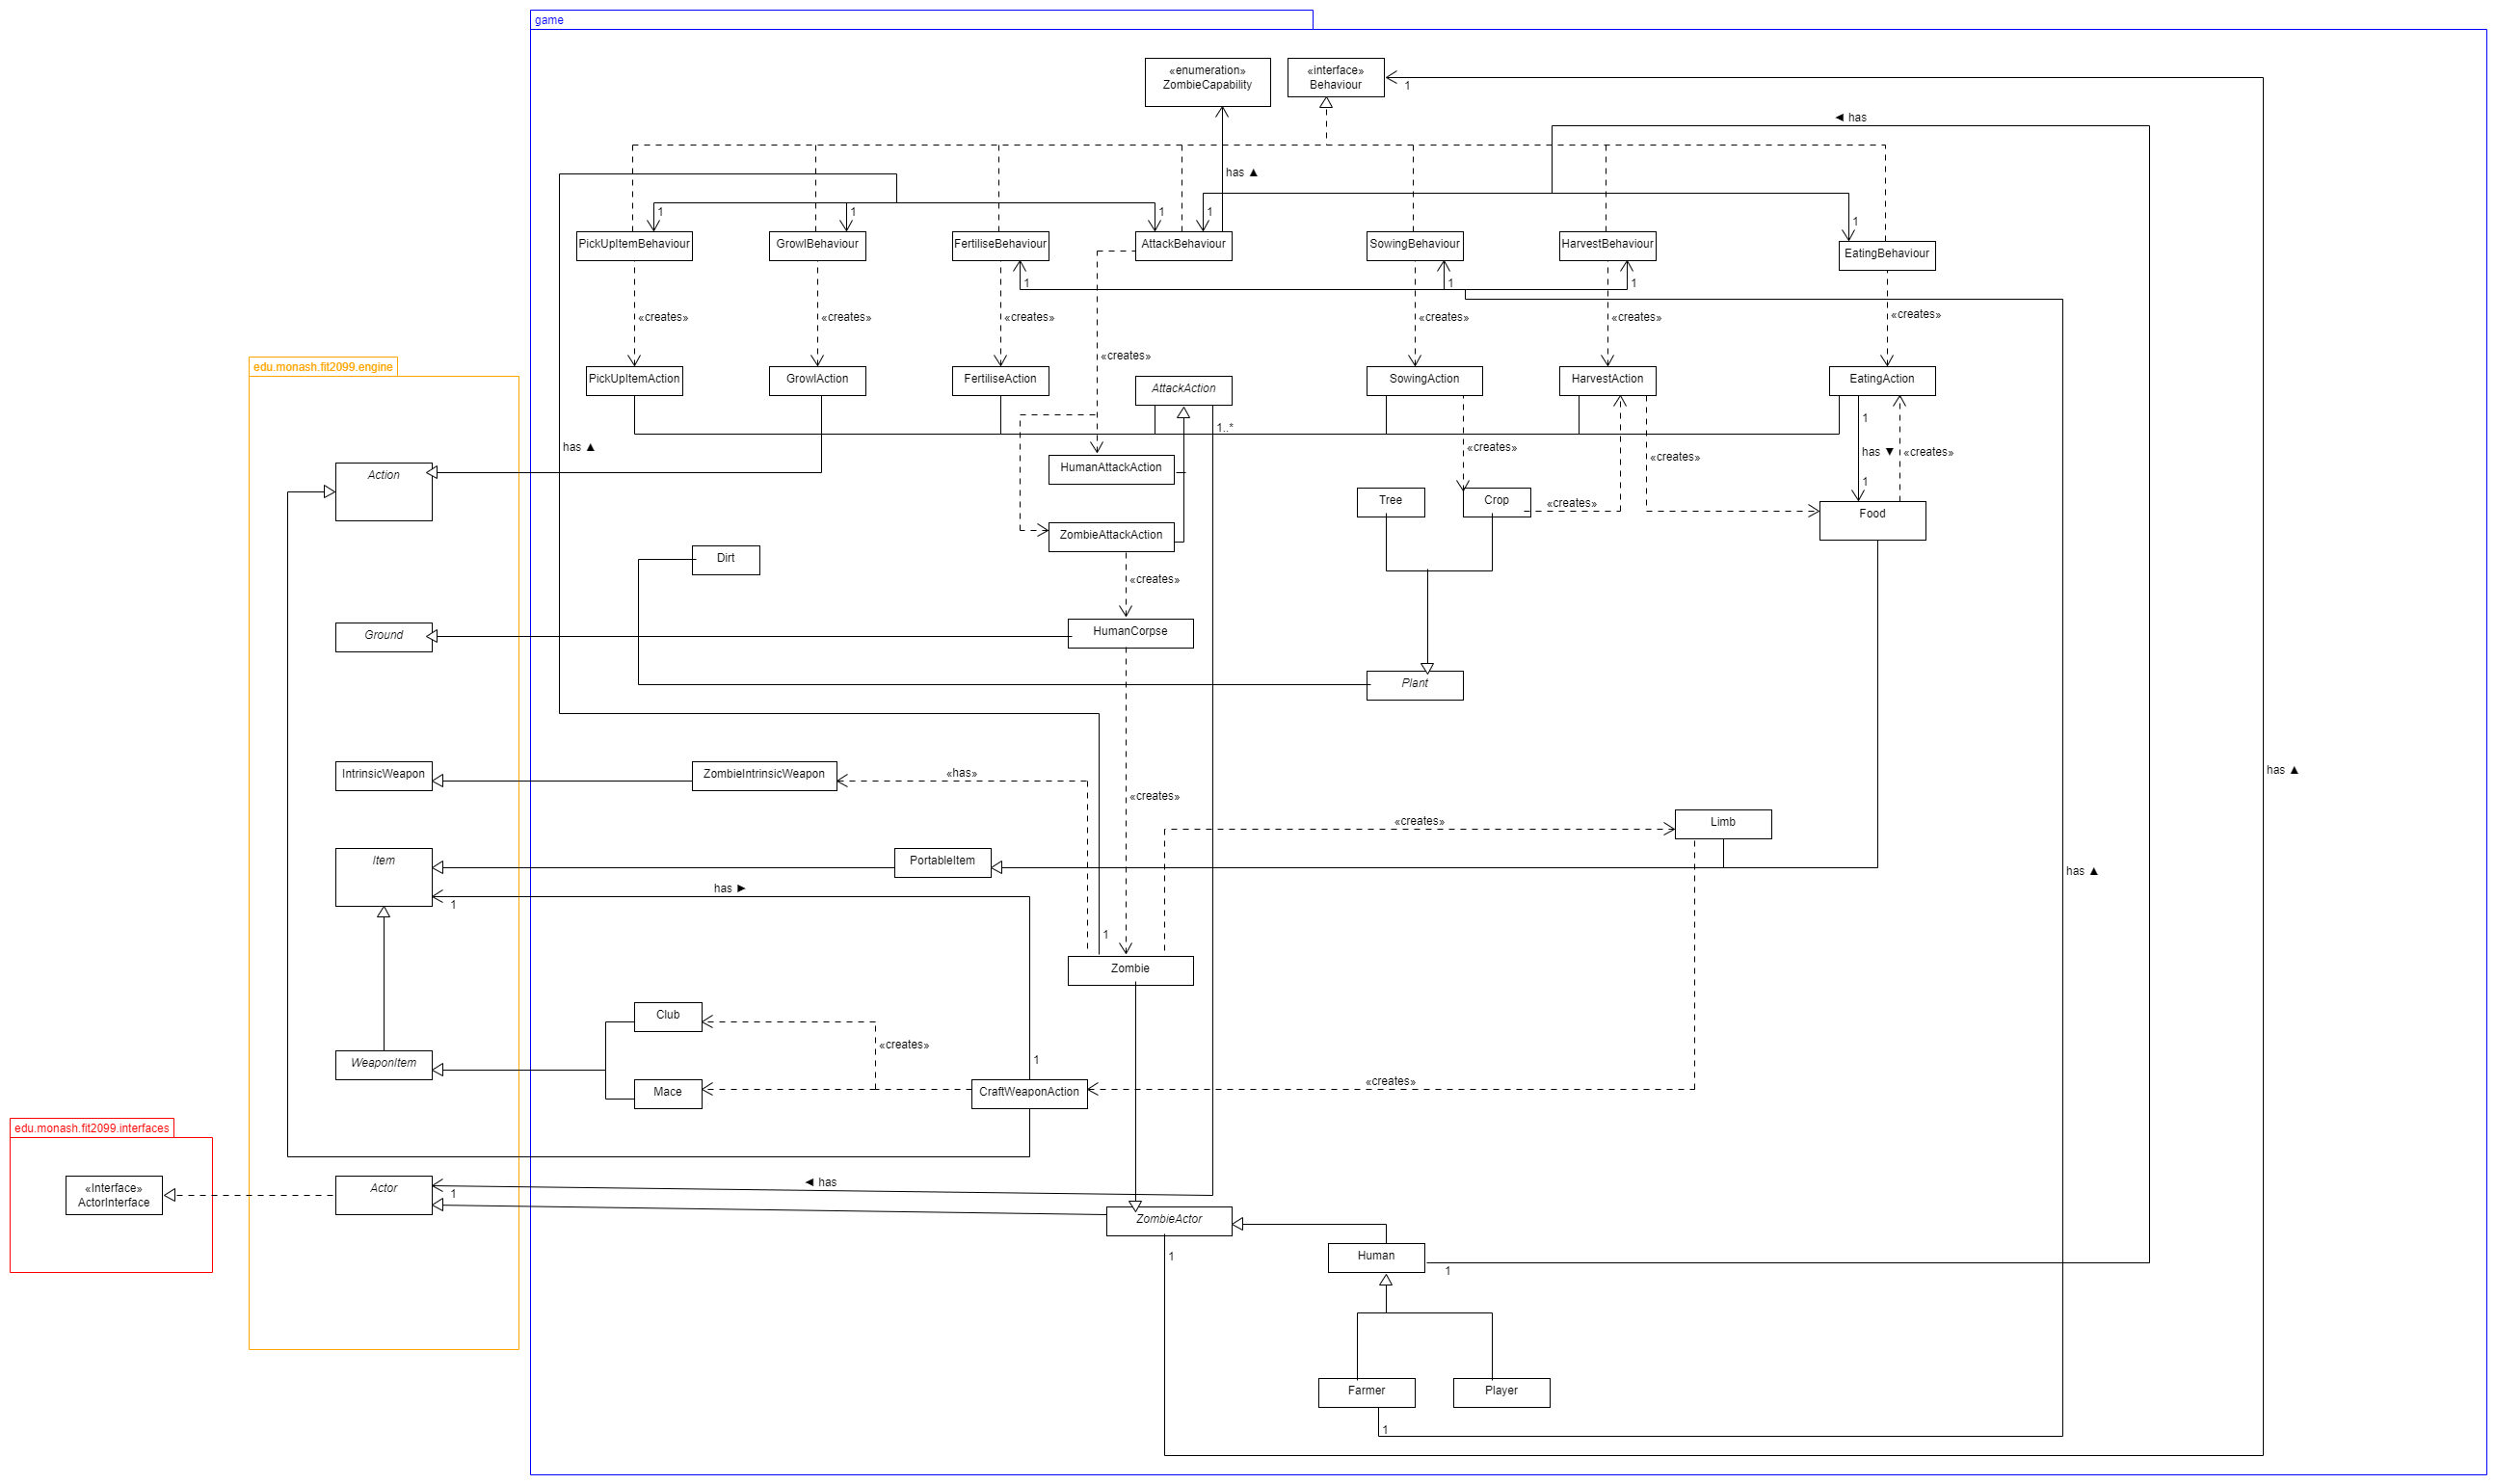 game
«enumeration»
ZombieCapability
«interface»
Behaviour
1
◄ has
has ▲
1
1
1
1
1
PickUpItemBehaviour
GrowlBehaviour
FertiliseBehaviour
AttackBehaviour
SowingBehaviour
HarvestBehaviour
EatingBehaviour
1
1
1
«creates»
«creates»
«creates»
«creates»
«creates»
«creates»
«creates»
edu.monash.fit2099.engine
PickUpItemAction
GrowlAction
FertiliseAction
AttackAction
SowingAction
HarvestAction
EatingAction
1
1..*
has ▲
«creates»
«creates»
has ▼
«creates»
Action
HumanAttackAction
1
Tree
Crop
«creates»
Food
ZombieAttackAction
Dirt
«creates»
Ground
HumanCorpse
Plant
IntrinsicWeapon
ZombieIntrinsicWeapon
«has»
has ▲
«creates»
«creates»
Limb
Item
PortableItem
has ▲
has ►
1
1
Zombie
Club
«creates»
1
WeaponItem
Mace
CraftWeaponAction
«creates»
edu.monash.fit2099.interfaces
«Interface»
ActorInterface
Actor
1
◄ has
ZombieActor
1
Human
1
Farmer
Player
1